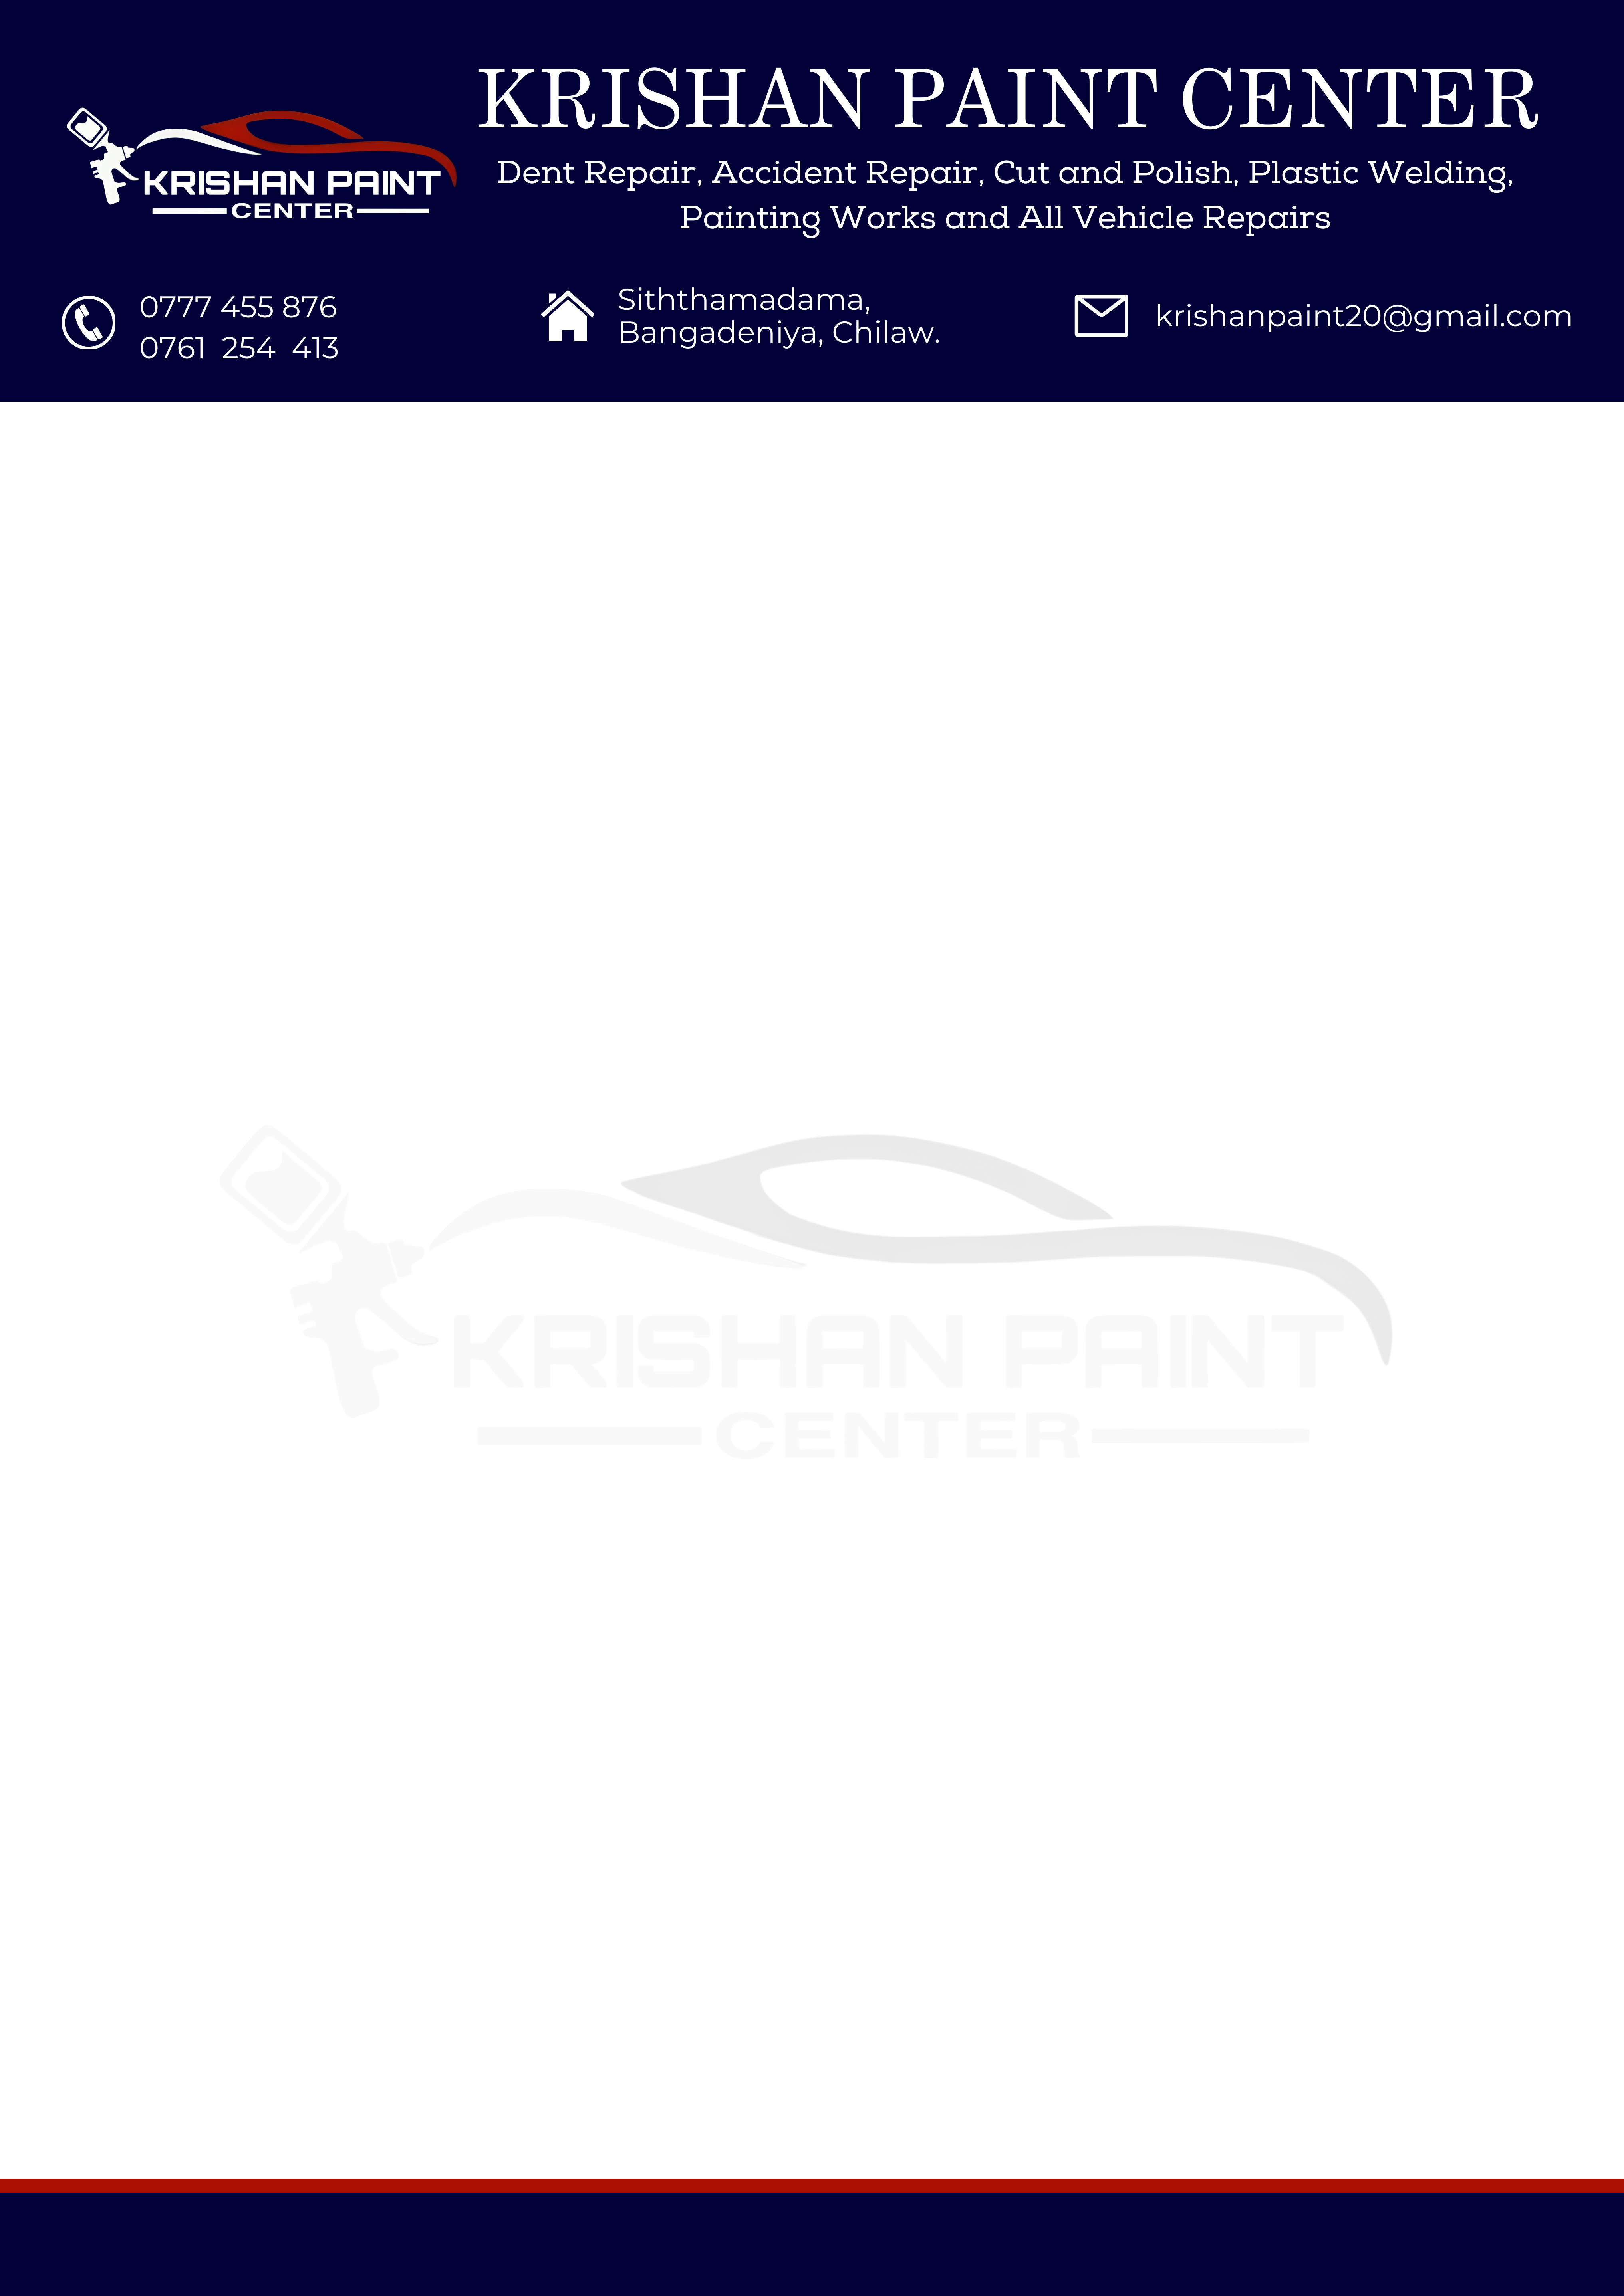 KRISHAN PAINT CENTER
Dent Repair, Accident Repair, Cut and Polish, Plastic Welding,
Painting Works and All Vehicle Repairs
KRISHAN PAINT
CENTER
0777 455 876
0761 254 413
Siththamadama,
Bangadeniya, Chilaw.
krishanpaint20@gmail.com
KRISHAN PAINT
CENTER